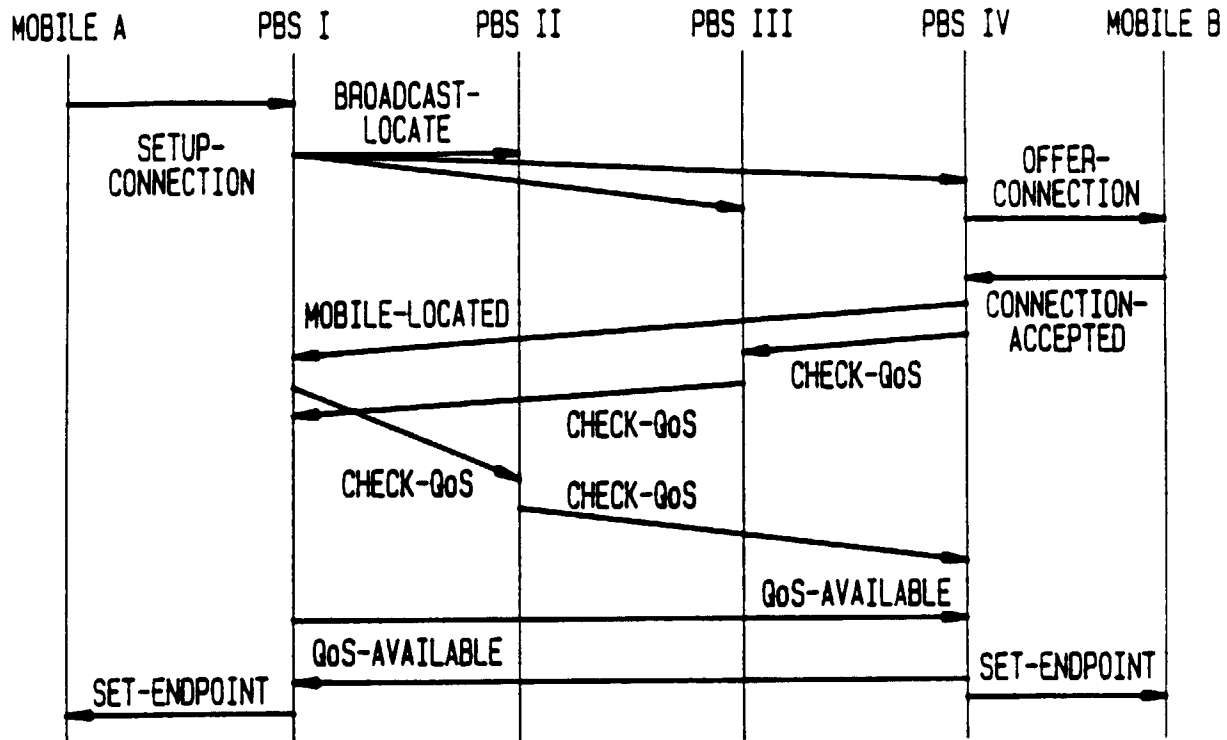 MOBILE A
PBS I
PBS II
PBS III
PBS IV
MOBILE B
BROADCAST-
LOCATE
SETUP-
CONNECTION
OFFER-
CONNECTION
MOBILE-LOCATED
CONNECTION-
ACCEPTED
CHECK-QoS
CHECK-QoS
CHECK-QoS
CHECK-QoS
QoS-AVAILABLE
QoS-AVAILABLE
SET-ENDPOINT
SET-ENDPOINT